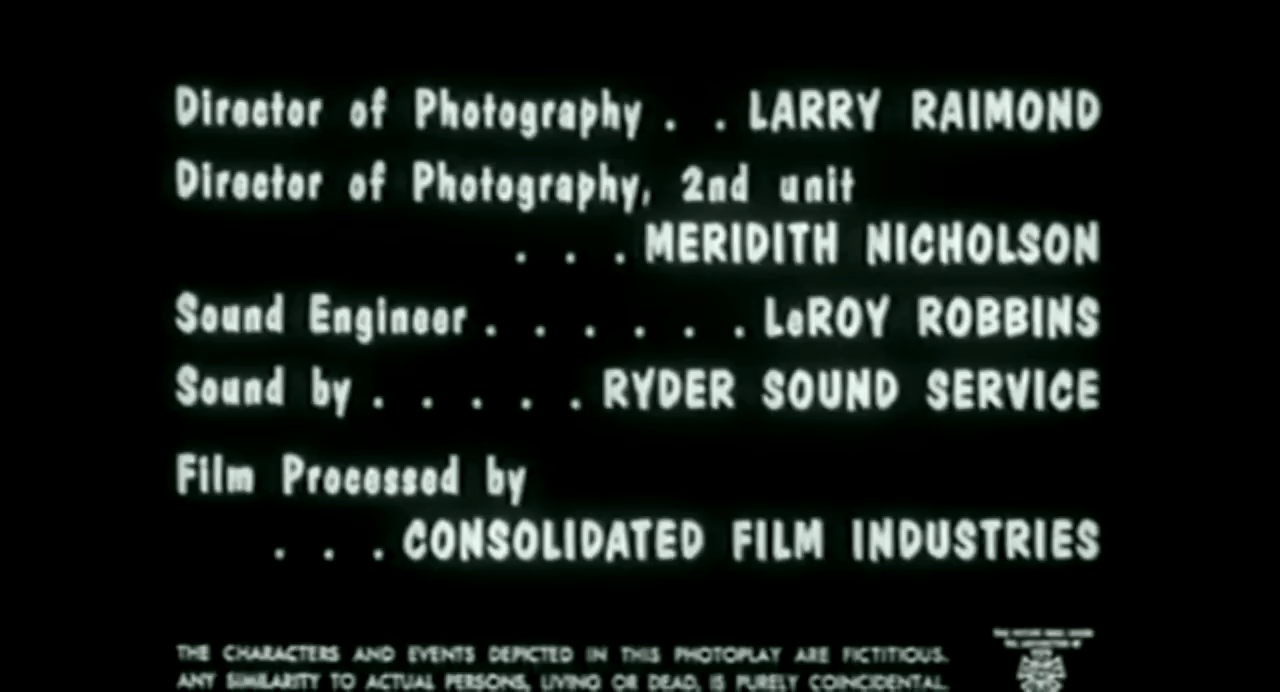 Director of Photography . . LARRY RAIMOND
Director of Photography, 2nd unit
. . . MERIDITH NICHOLSON
Sound Engineer . . . . . . LeROY ROBBINS
Sound by . . . . . RYDER SOUND SERVICE
Film Processed by
. . . CONSOLIDATED FILM INDUSTRIES
THE CHARACTERS AND EVENTS DEPICTED IN THIS PHOTOPLAY ARE FICTITIOUS.
ANY SIMILARITY TO ACTUAL PERSONS, LIVING OR DEAD, IS PURELY COINCIDENTAL.